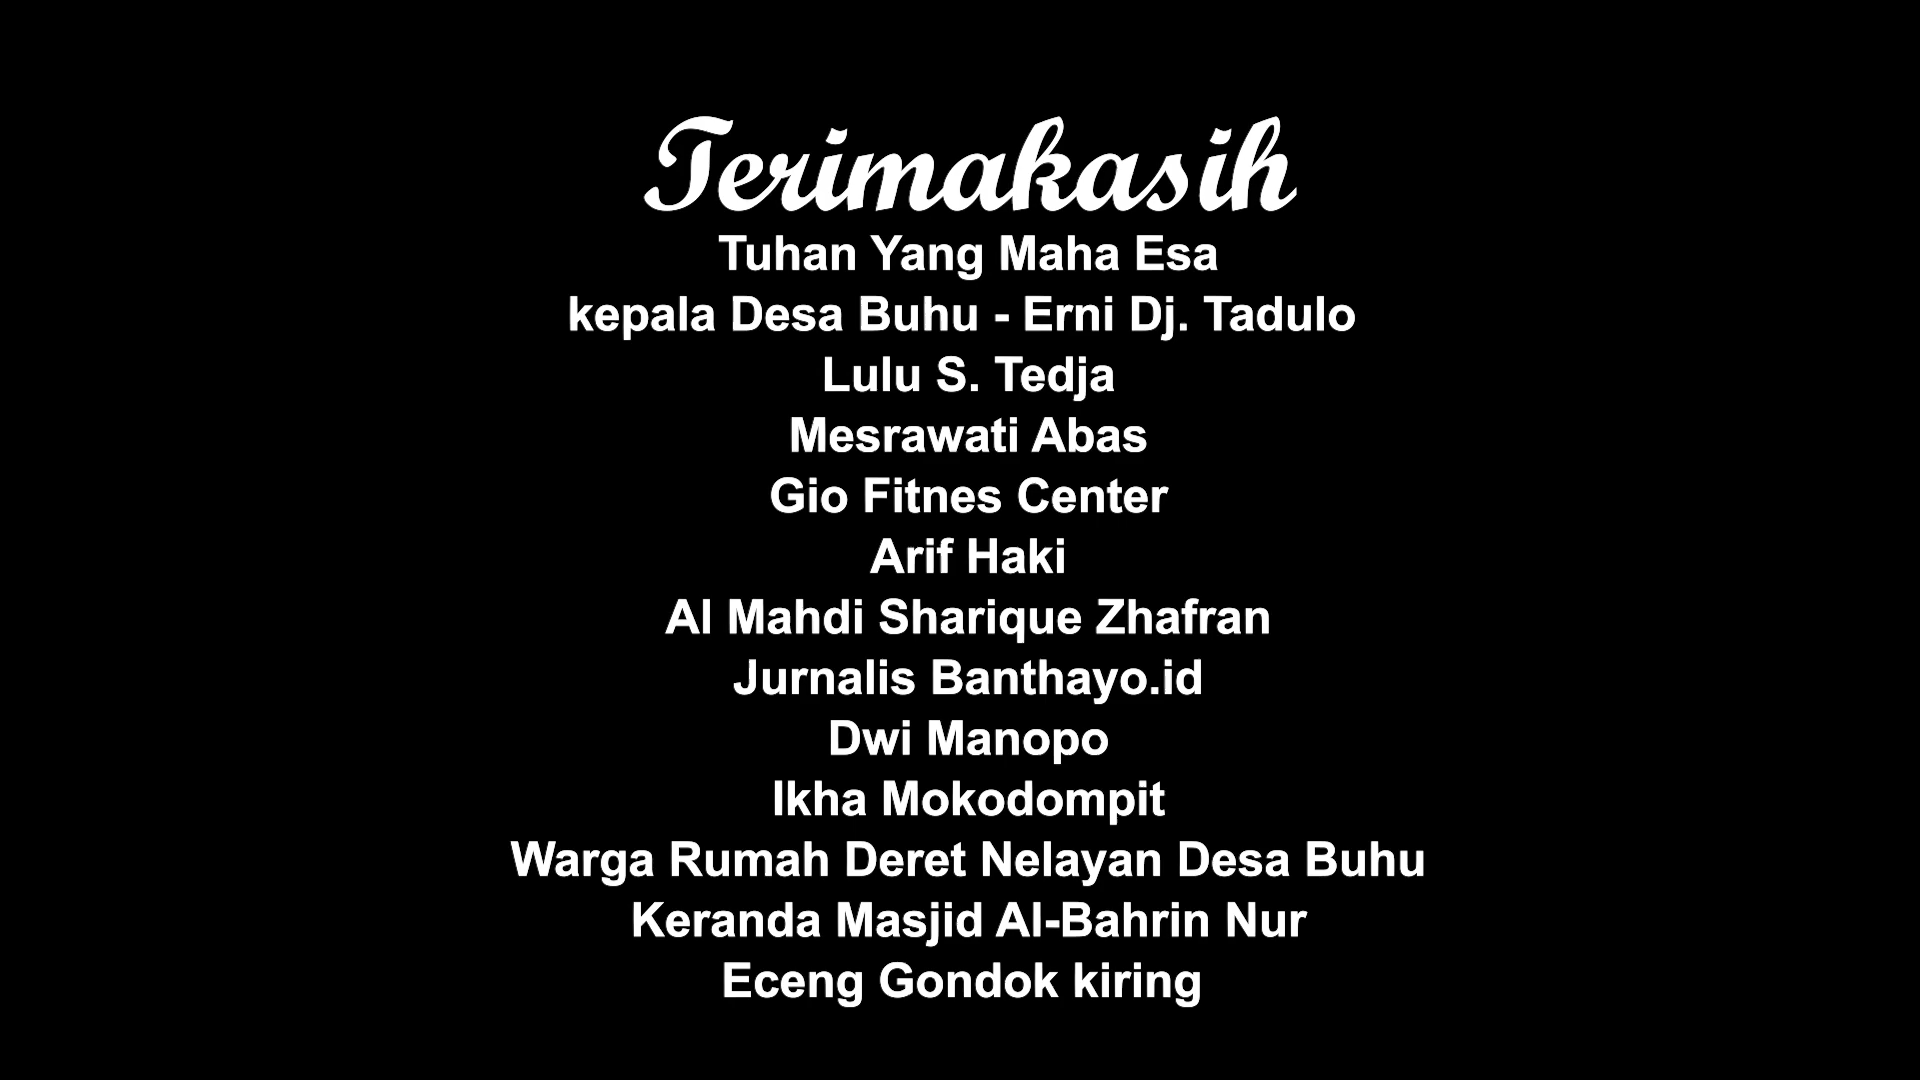 Terimakasih
Tuhan Yang Maha Esa
kepala Desa Buhu - Erni Dj. Tadulo
Lulu S. Tedja
Mesrawati Abas
Gio Fitnes Center
Arif Haki
Al Mahdi Sharique Zhafran
Jurnalis Banthayo.id
Dwi Manopo
Ikha Mokodompit
Warga Rumah Deret Nelayan Desa Buhu
Keranda Masjid Al-Bahrin Nur
Eceng Gondok kiring